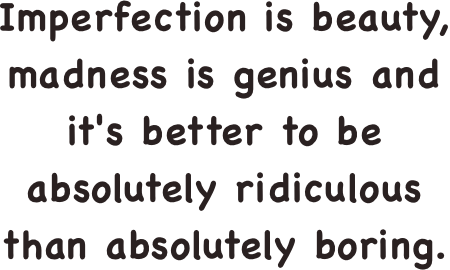 Imperfection is beauty,
madness is genius and
it's better to be
absolutely ridiculous
than absolutely boring.